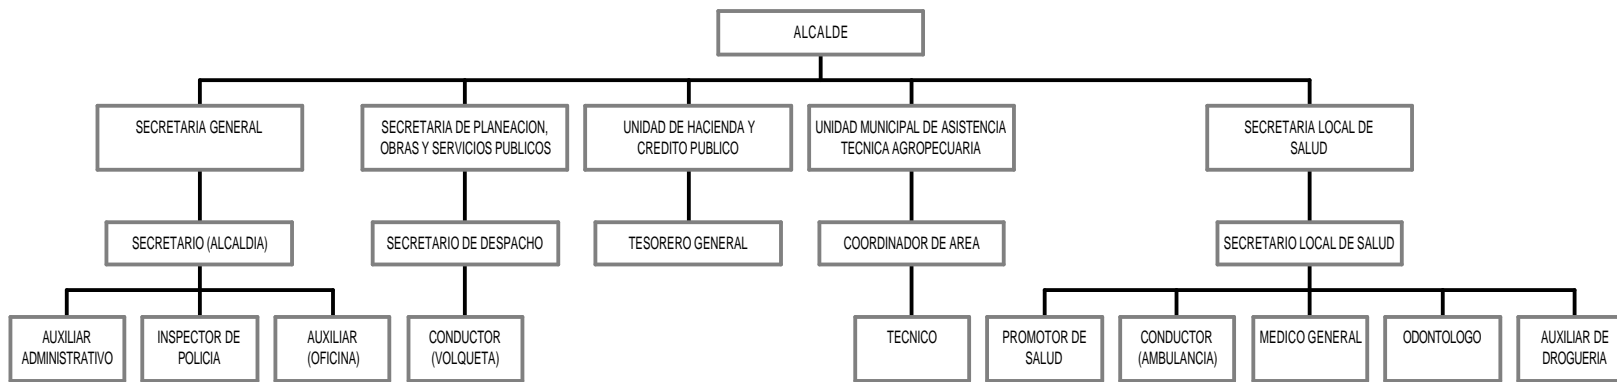 ALCALDE
SECRETARIA GENERAL
SECRETARIA DE PLANEACION,
OBRAS Y SERVICIOS PUBLICOS
UNIDAD DE HACIENDA Y
CREDITO PUBLICO
UNIDAD MUNICIPAL DE ASISTENCIA
TECNICA AGROPECUARIA
SECRETARIA LOCAL DE
SALUD
SECRETARIO (ALCALDIA)
SECRETARIO DE DESPACHO
TESORERO GENERAL
COORDINADOR DE AREA
SECRETARIO LOCAL DE SALUD
AUXILIAR
ADMINISTRATIVO
INSPECTOR DE
POLICIA
AUXILIAR
(OFICINA)
CONDUCTOR
(VOLQUETA)
TECNICO
PROMOTOR DE
SALUD
CONDUCTOR
(AMBULANCIA)
MEDICO GENERAL
ODONTOLOGO
AUXILIAR DE
DROGUERIA